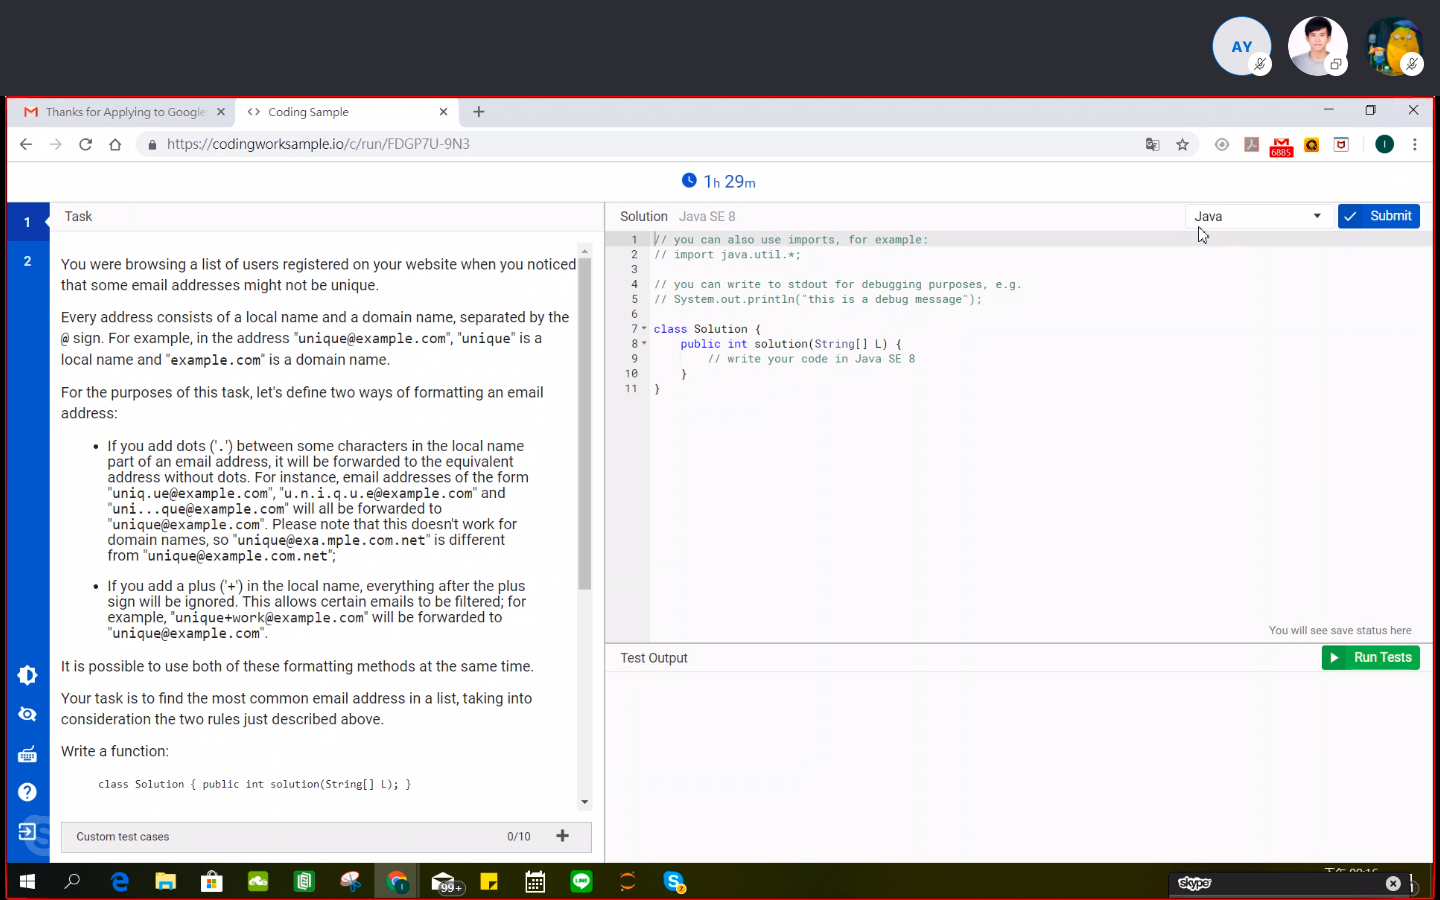 AY
Thanks for Applying to Google
Coding Sample
https://codingworksample.io/c/run/FDGP7U-9N3
6885
1h 29m
1
Task
2
You were browsing a list of users registered on your website when you noticed
that some email addresses might not be unique.
Every address consists of a local name and a domain name, separated by the
@ sign. For example, in the address "unique@example.com", "unique" is a
local name and "example.com" is a domain name.
For the purposes of this task, let's define two ways of formatting an email
address:
• If you add dots ('.') between some characters in the local name
part of an email address, it will be forwarded to the equivalent
address without dots. For instance, email addresses of the form
"uniq.ue@example.com", "u.n.i.q.u.e@example.com" and
"uni...que@example.com" will all be forwarded to
"unique@example.com". Please note that this doesn't work for
domain names, so "unique@exa.mple.com.net" is different
from "unique@example.com.net";
• If you add a plus ('+') in the local name, everything after the plus
sign will be ignored. This allows certain emails to be filtered; for
example, "unique+work@example.com" will be forwarded to
"unique@example.com".
It is possible to use both of these formatting methods at the same time.
Your task is to find the most common email address in a list, taking into
consideration the two rules just described above.
Write a function:
class Solution { public int solution(String[] L); }
Custom test cases 0/10
Solution Java SE 8
Java
Submit
1 // you can also use imports, for example:
2 // import java.util.*;
3
4 // you can write to stdout for debugging purposes, e.g.
5 // System.out.println("this is a debug message");
6
7 class Solution {
8 public int solution(String[] L) {
9 // write your code in Java SE 8
10 }
11 }
You will see save status here
Test Output
Run Tests
99+
LINE
skype